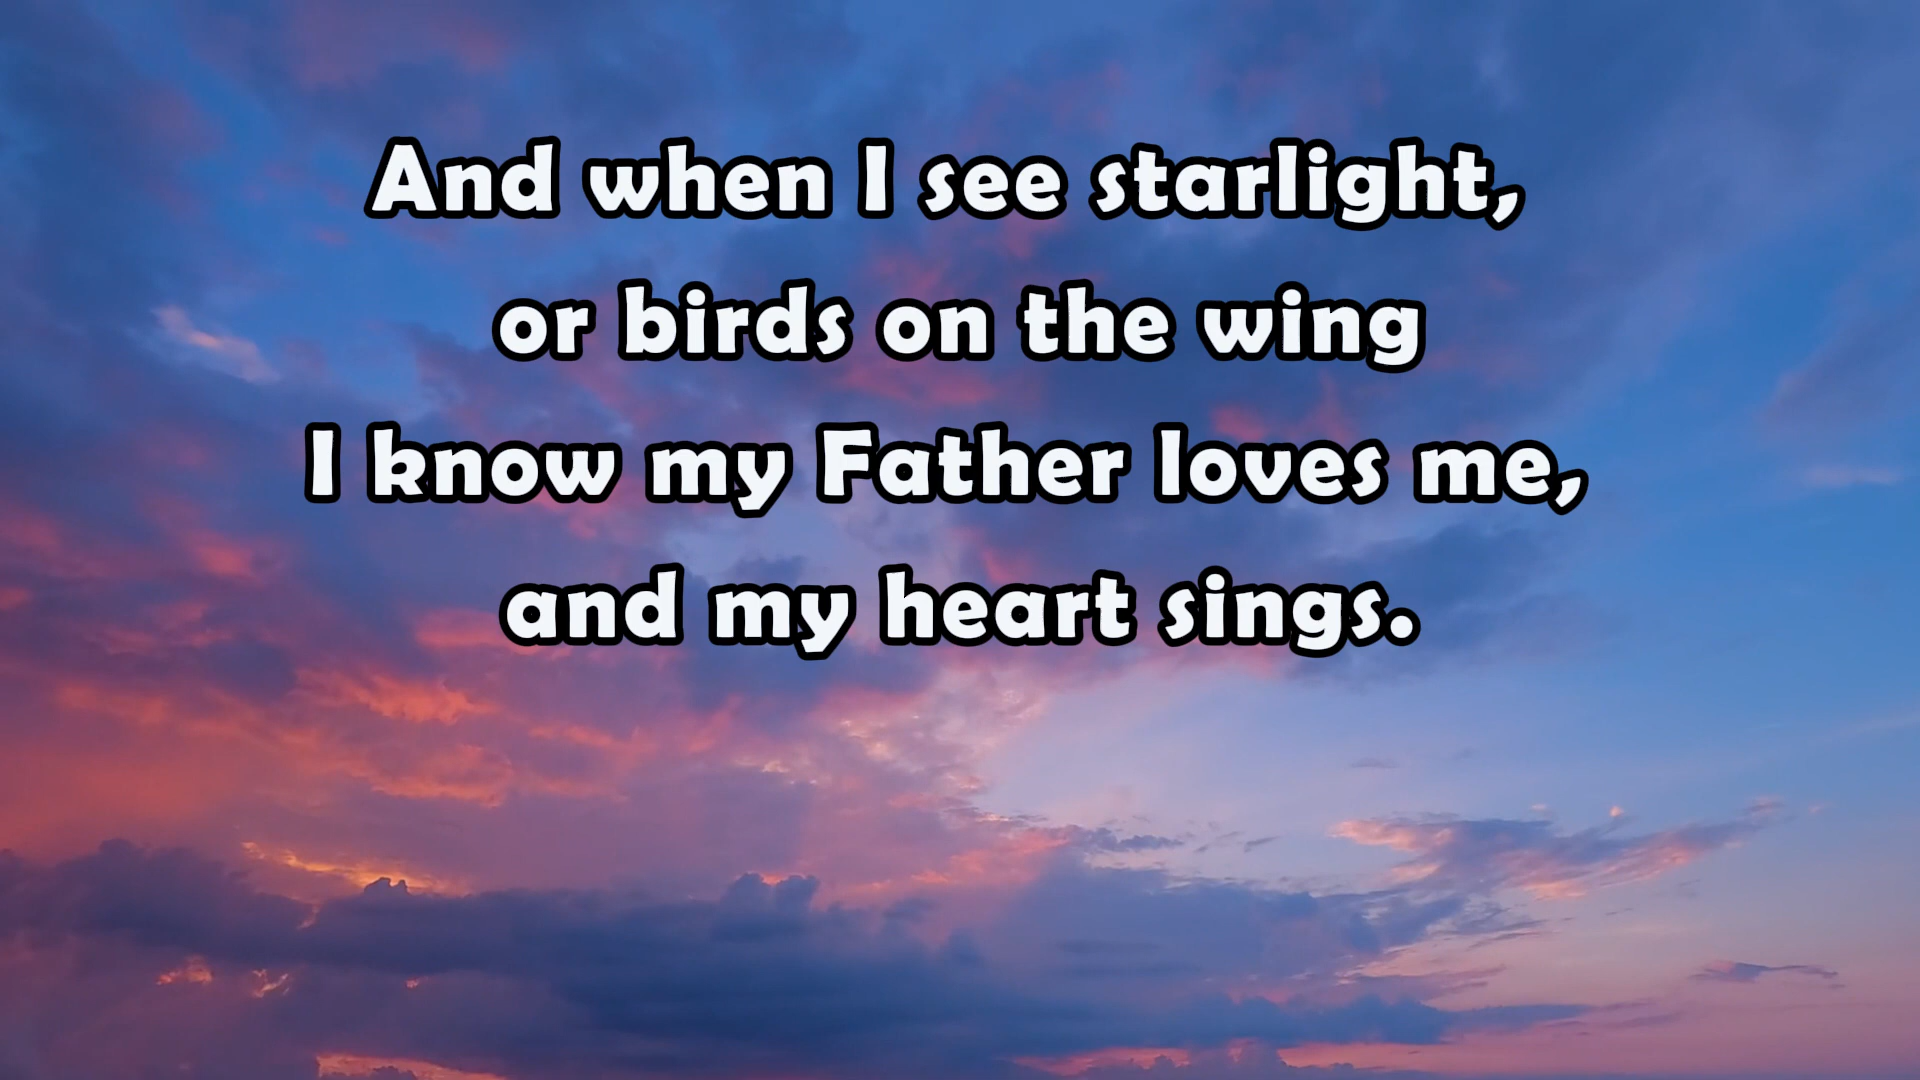 And when I see starlight,
or birds on the wing
I know my Father loves me,
and my heart sings.